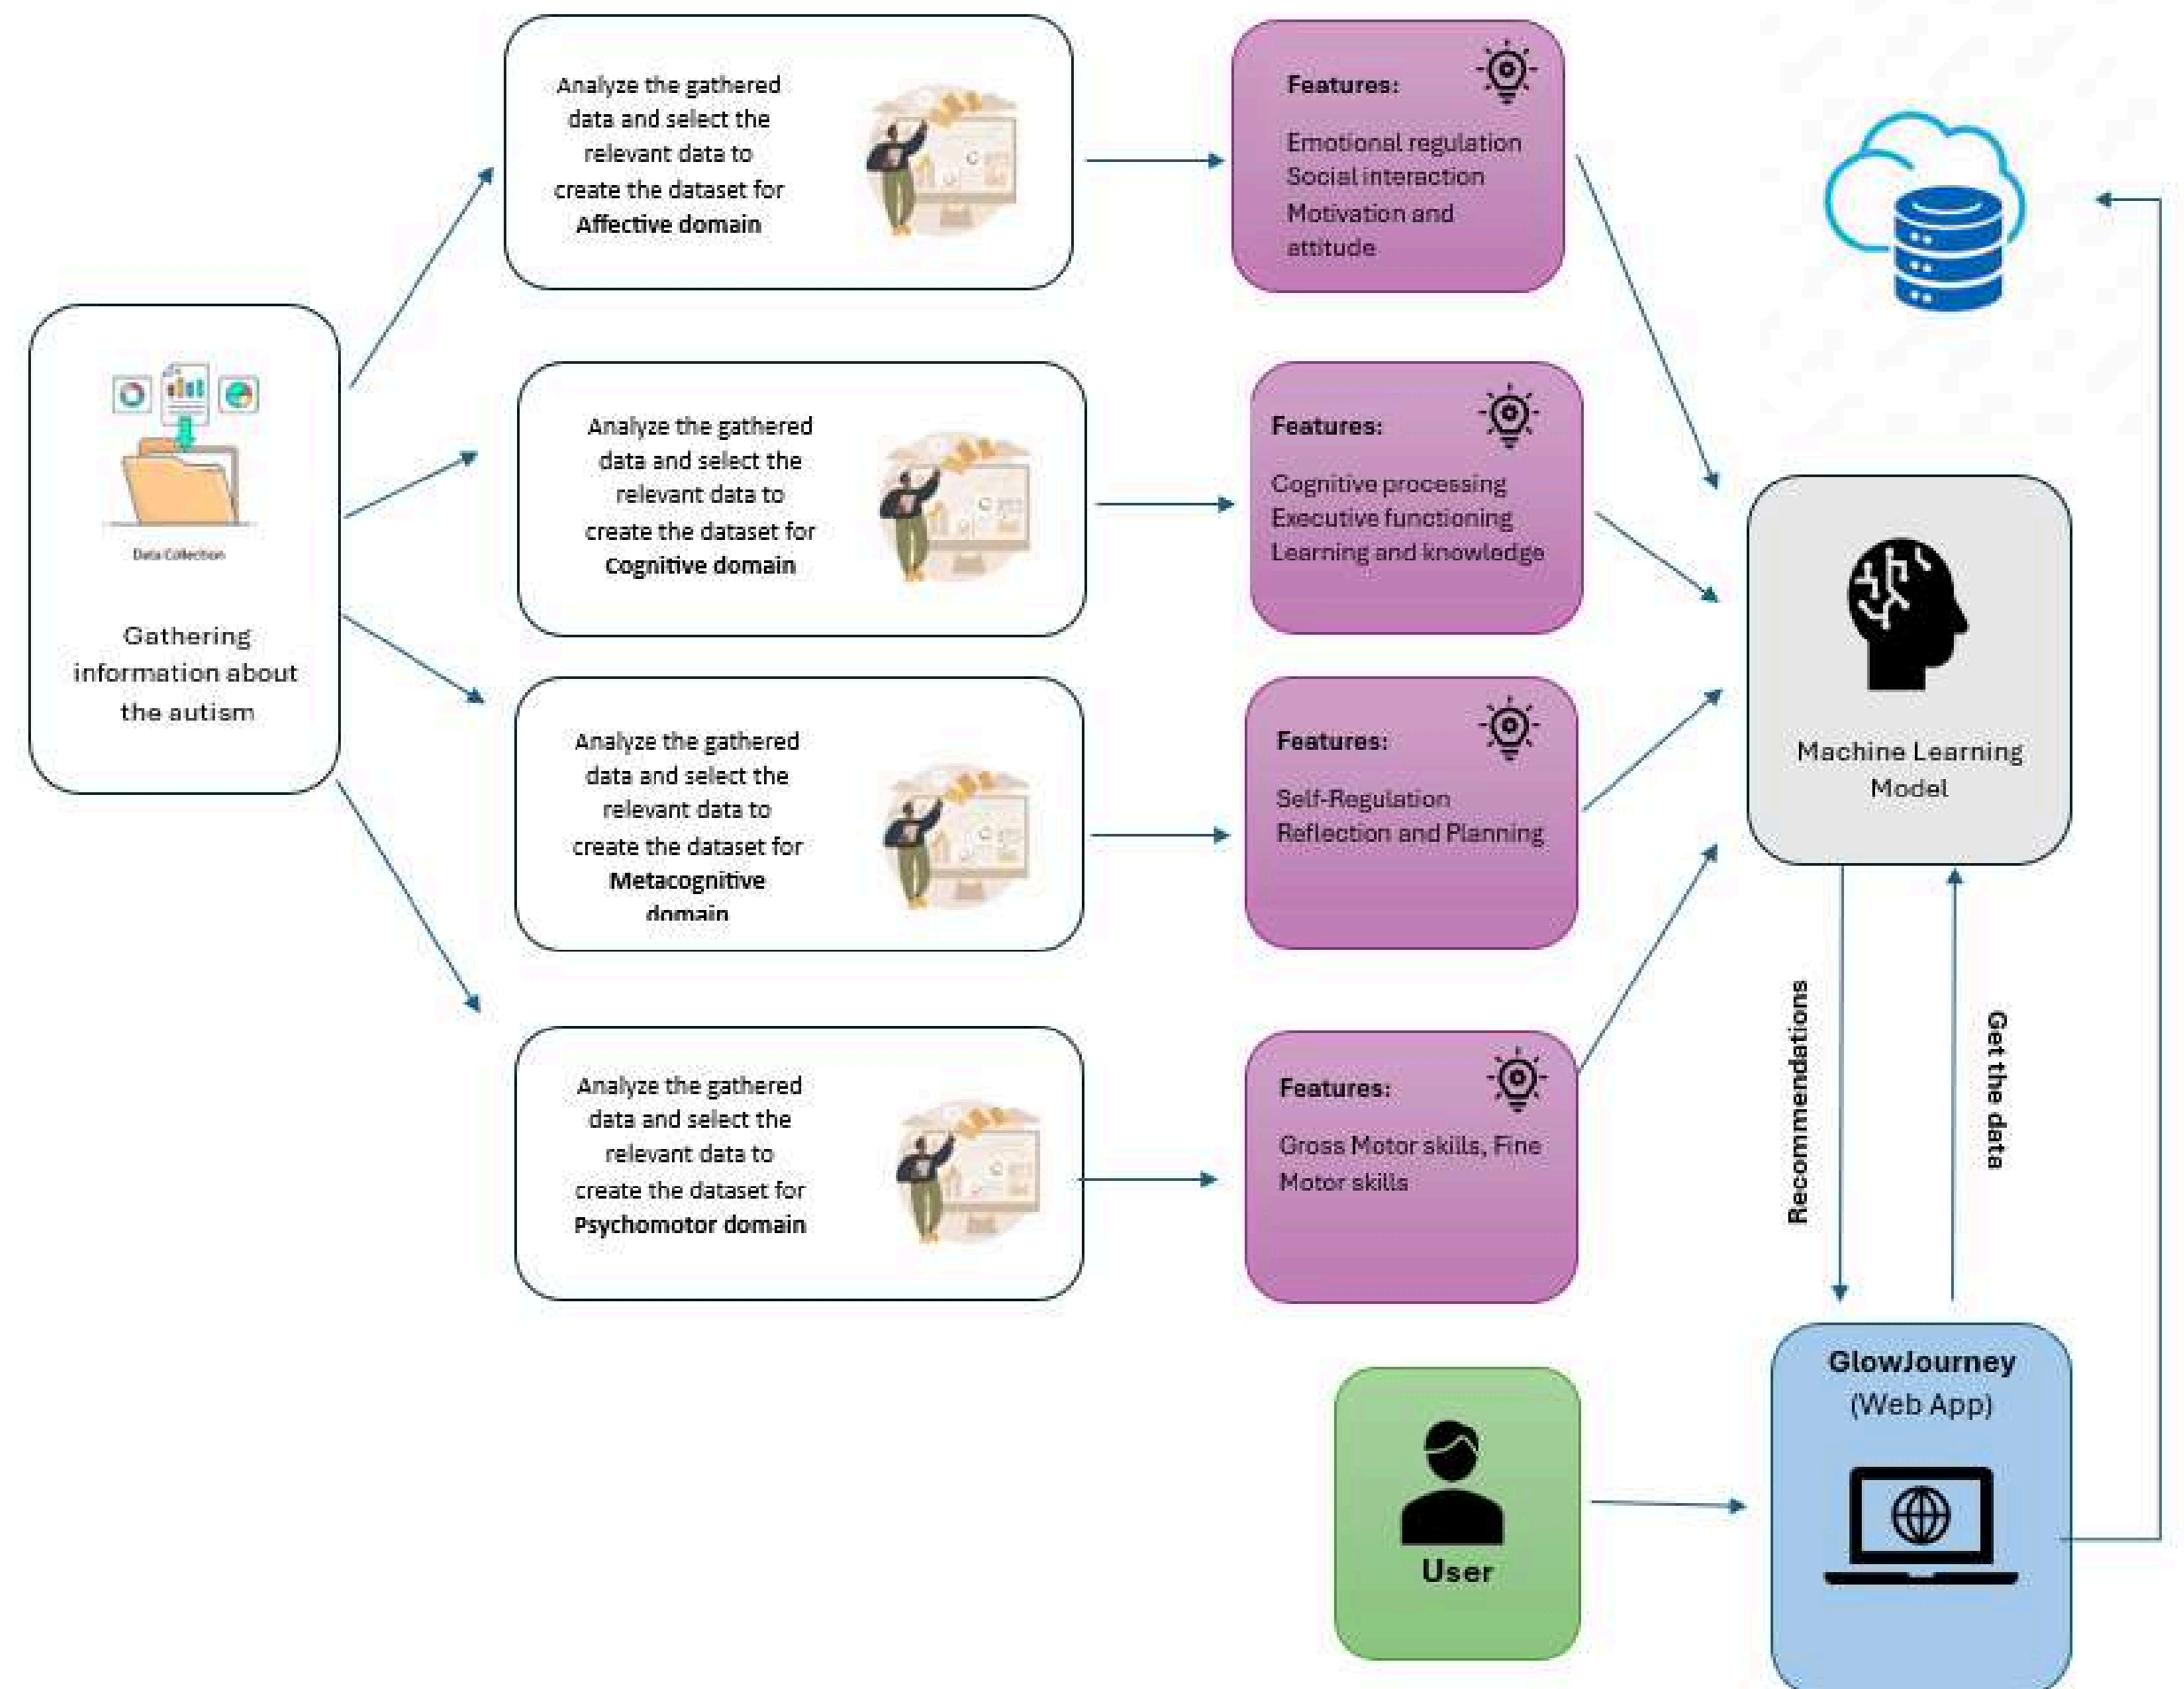 Data Collection
Gathering
information about
the autism
Analyze the gathered
data and select the
relevant data to
create the dataset for
Affective domain
Features:
Emotional regulation
Social interaction
Motivation and
attitude
Analyze the gathered
data and select the
relevant data to
create the dataset for
Cognitive domain
Features:
Cognitive processing
Executive functioning
Learning and knowledge
Analyze the gathered
data and select the
relevant data to
create the dataset for
Metacognitive
domain
Features:
Self-Regulation
Reflection and Planning
Analyze the gathered
data and select the
relevant data to
create the dataset for
Psychomotor domain
Features:
Gross Motor skills, Fine
Motor skills
Machine Learning
Model
Recommendations
Get the data
User
GlowJourney
(Web App)